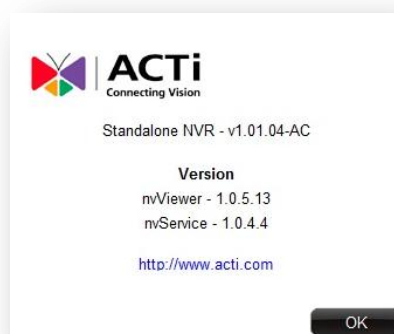 ACTi
Connecting Vision
Standalone NVR - v1.01.04-AC
Version
nvViewer - 1.0.5.13
nvService - 1.0.4.4
http://www.acti.com
OK